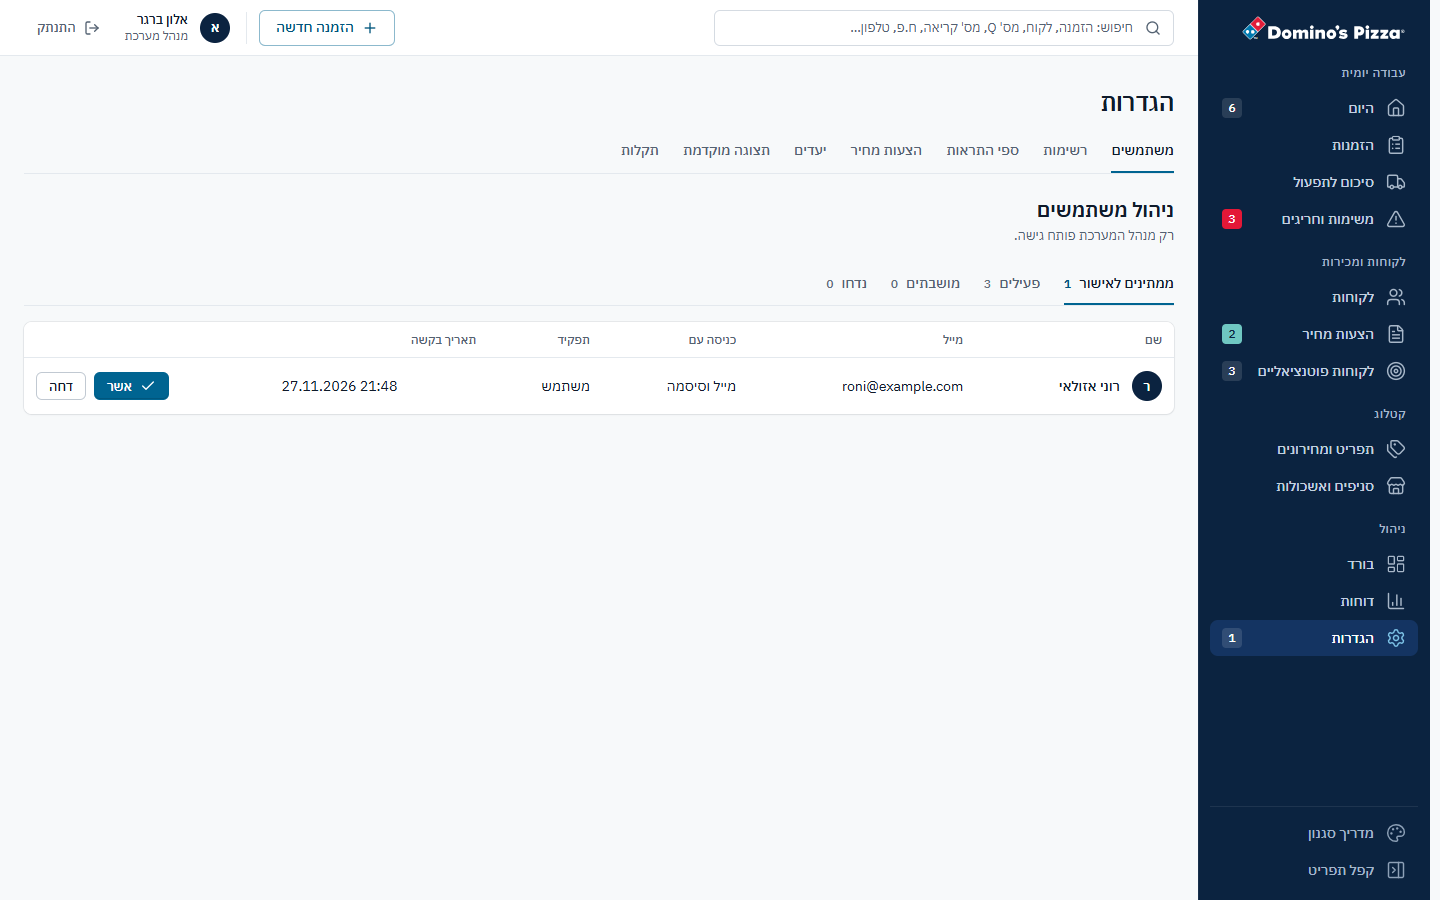 Domino's Pizza
עבודה יומית
היום 6
הזמנות
סיכום לתפעול
משימות וחריגים 3
לקוחות ומכירות
לקוחות
הצעות מחיר 2
לקוחות פוטנציאליים 3
קטלוג
תפריט ומחירונים
סניפים ואשכולות
ניהול
בורד
דוחות
הגדרות 1
מדריך סגנון
קפל תפריט
חיפוש: הזמנה, לקוח, מס' Q, מס' קריאה, ח.פ, טלפון...
הזמנה חדשה
א
אלון ברגר
מנהל מערכת
התנתק
הגדרות
משתמשים רשימות ספי התראות הצעות מחיר יעדים תצוגה מוקדמת תקלות
ניהול משתמשים
רק מנהל המערכת פותח גישה.
ממתינים לאישור 1 פעילים 3 מושבתים 0 נדחו 0
שם מייל כניסה עם תפקיד תאריך בקשה
ר רוני אזולאי roni@example.com מייל וסיסמה משתמש 27.11.2026 21:48 אשר דחה